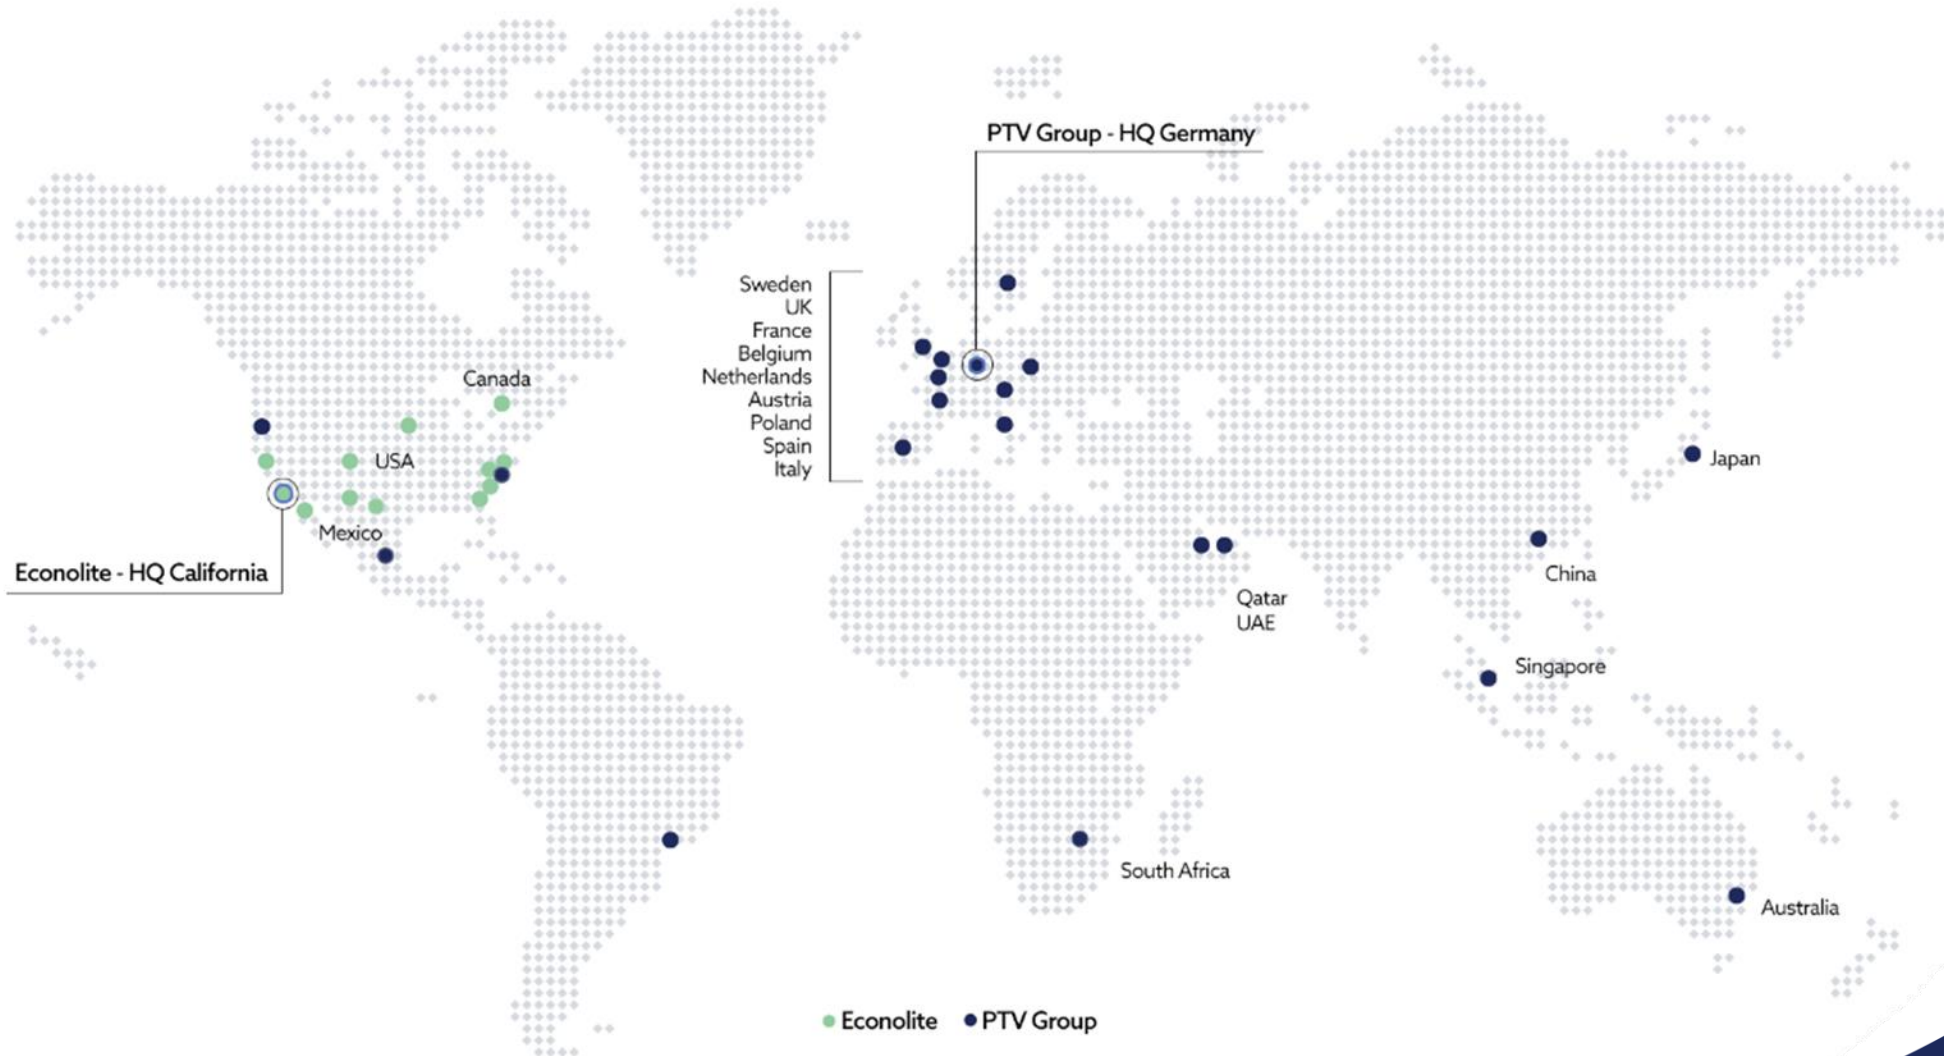 PTV Group - HQ Germany
Sweden
UK
France
Belgium
Netherlands
Austria
Poland
Spain
Italy
Canada
USA
Mexico
Econolite - HQ California
Japan
China
Qatar
UAE
Singapore
South Africa
Australia
Econolite
PTV Group